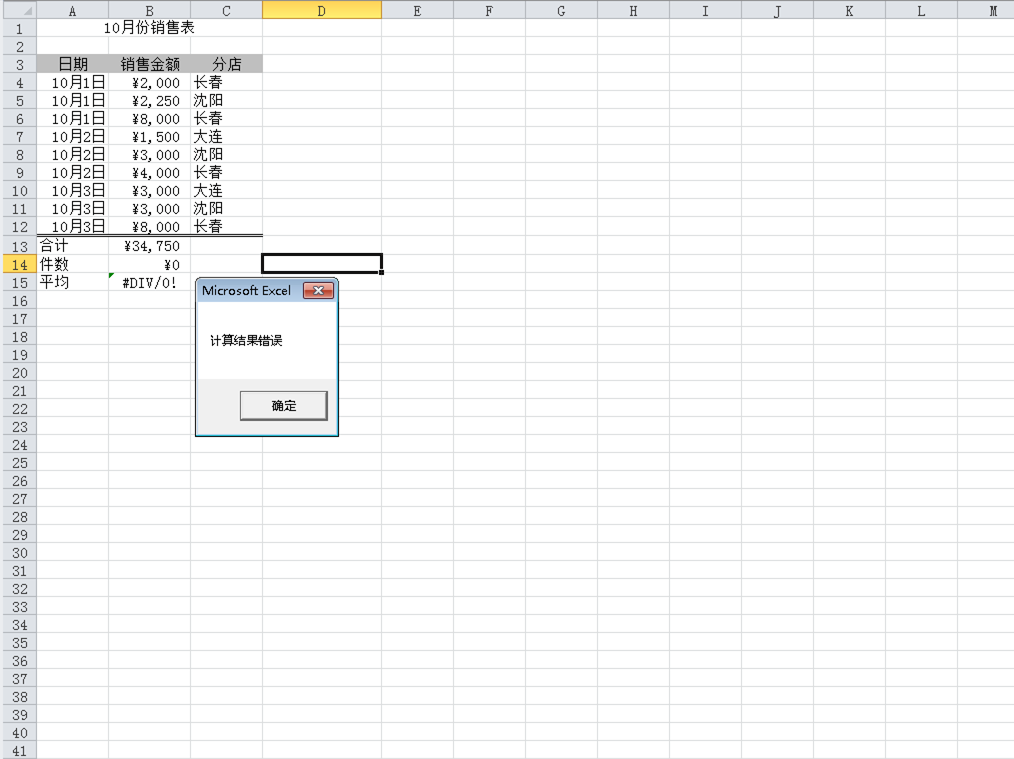 A B C D E F G H I J K L M
1 10月份销售表
2
3 日期 销售金额 分店
4 10月1日 ¥2,000 长春
5 10月1日 ¥2,250 沈阳
6 10月1日 ¥8,000 长春
7 10月2日 ¥1,500 大连
8 10月2日 ¥3,000 沈阳
9 10月2日 ¥4,000 长春
10 10月3日 ¥3,000 大连
11 10月3日 ¥3,000 沈阳
12 10月3日 ¥8,000 长春
13 合计 ¥34,750
14 件数 ¥0
15 平均 #DIV/0!
Microsoft Excel
16
17
计算结果错误
18
19
20
21
确定
22
23
24
25
26
27
28
29
30
31
32
33
34
35
36
37
38
39
40
41